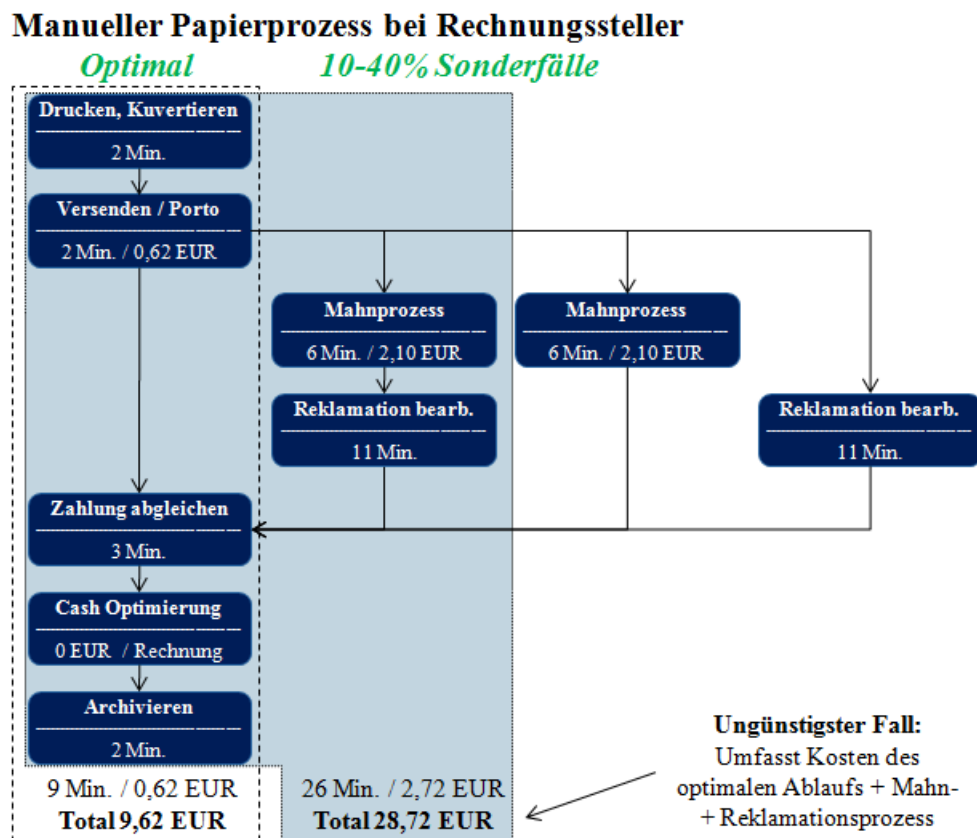 Manueller Papierprozess bei Rechnungssteller
Optimal
10-40% Sonderfälle
Drucken, Kuvertieren
2 Min.
Versenden / Porto
2 Min. / 0,62 EUR
Mahnprozess
6 Min. / 2,10 EUR
Mahnprozess
6 Min. / 2,10 EUR
Reklamation bearb.
11 Min.
Reklamation bearb.
11 Min.
Zahlung abgleichen
3 Min.
Cash Optimierung
0 EUR / Rechnung
Archivieren
2 Min.
9 Min. / 0,62 EUR
Total 9,62 EUR
26 Min. / 2,72 EUR
Total 28,72 EUR
Ungünstigster Fall:
Umfasst Kosten des
optimalen Ablaufs + Mahn-
+ Reklamationsprozess